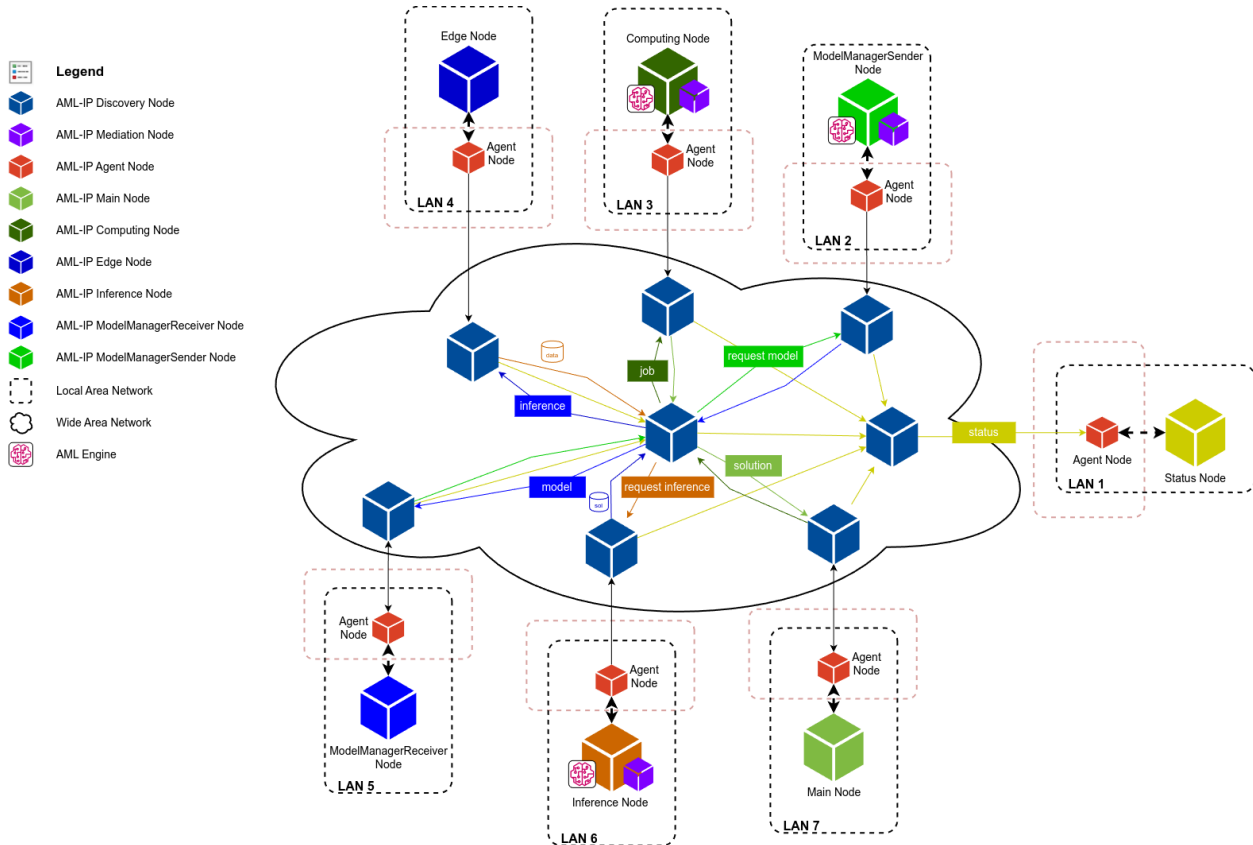 Legend
AML-IP Discovery Node
AML-IP Mediation Node
AML-IP Agent Node
AML-IP Main Node
AML-IP Computing Node
AML-IP Edge Node
AML-IP Inference Node
AML-IP ModelManagerReceiver Node
AML-IP ModelManagerSender Node
Local Area Network
Wide Area Network
AML Engine
Edge Node
Agent
Node
LAN 4
Computing Node
Agent
Node
LAN 3
ModelManagerSender
Node
Agent
Node
LAN 2
data
job
request model
inference
status
Agent Node
LAN 1
Status Node
model
sol
request inference
solution
Agent
Node
ModelManagerReceiver
Node
LAN 5
Agent
Node
Inference Node
LAN 6
Agent
Node
Main Node
LAN 7